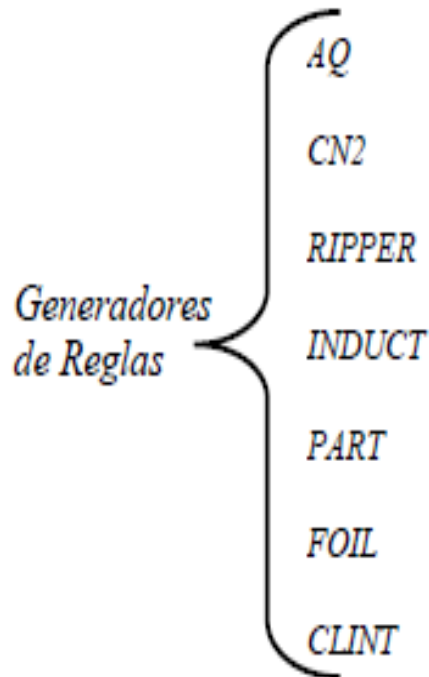 AQ
CN2
RIPPER
Generadores
de Reglas
INDUCT
PART
FOIL
CLINT